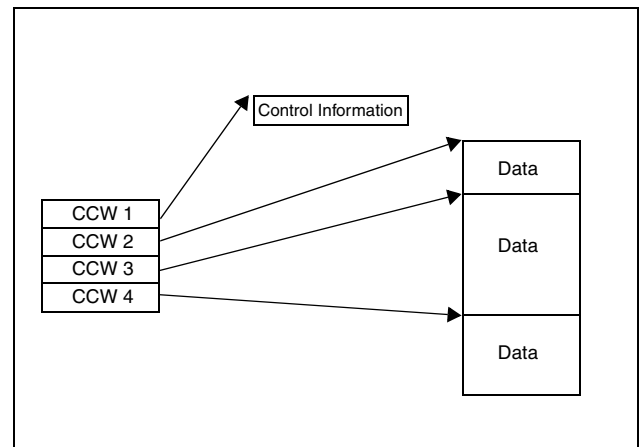 Control Information
Data
CCW 1
CCW 2
Data
CCW 3
CCW 4
Data